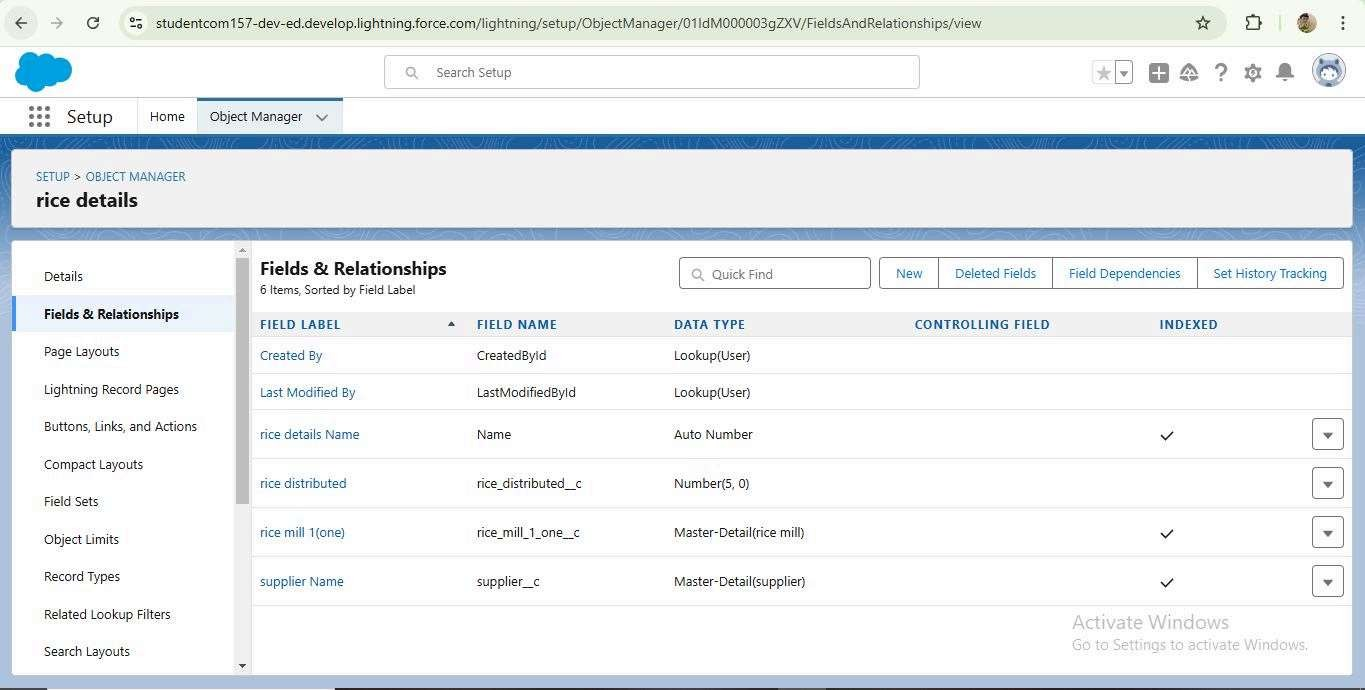 studentcom157-dev-ed.develop.lightning.force.com/lightning/setup/ObjectManager/01IdM000003gZXV/FieldsAndRelationships/view
Search Setup
Setup Home Object Manager
SETUP > OBJECT MANAGER
rice details
Details
Fields & Relationships
Page Layouts
Lightning Record Pages
Buttons, Links, and Actions
Compact Layouts
Field Sets
Object Limits
Record Types
Related Lookup Filters
Search Layouts
Fields & Relationships
6 Items, Sorted by Field Label
Quick Find New Deleted Fields Field Dependencies Set History Tracking
FIELD LABEL FIELD NAME DATA TYPE CONTROLLING FIELD INDEXED
Created By CreatedById Lookup(User)
Last Modified By LastModifiedById Lookup(User)
rice details Name Name Auto Number
rice distributed rice_distributed__c Number(5, 0)
rice mill 1(one) rice_mill_1_one__c Master-Detail(rice mill)
supplier Name supplier__c Master-Detail(supplier)
Activate Windows
Go to Settings to activate Windows.